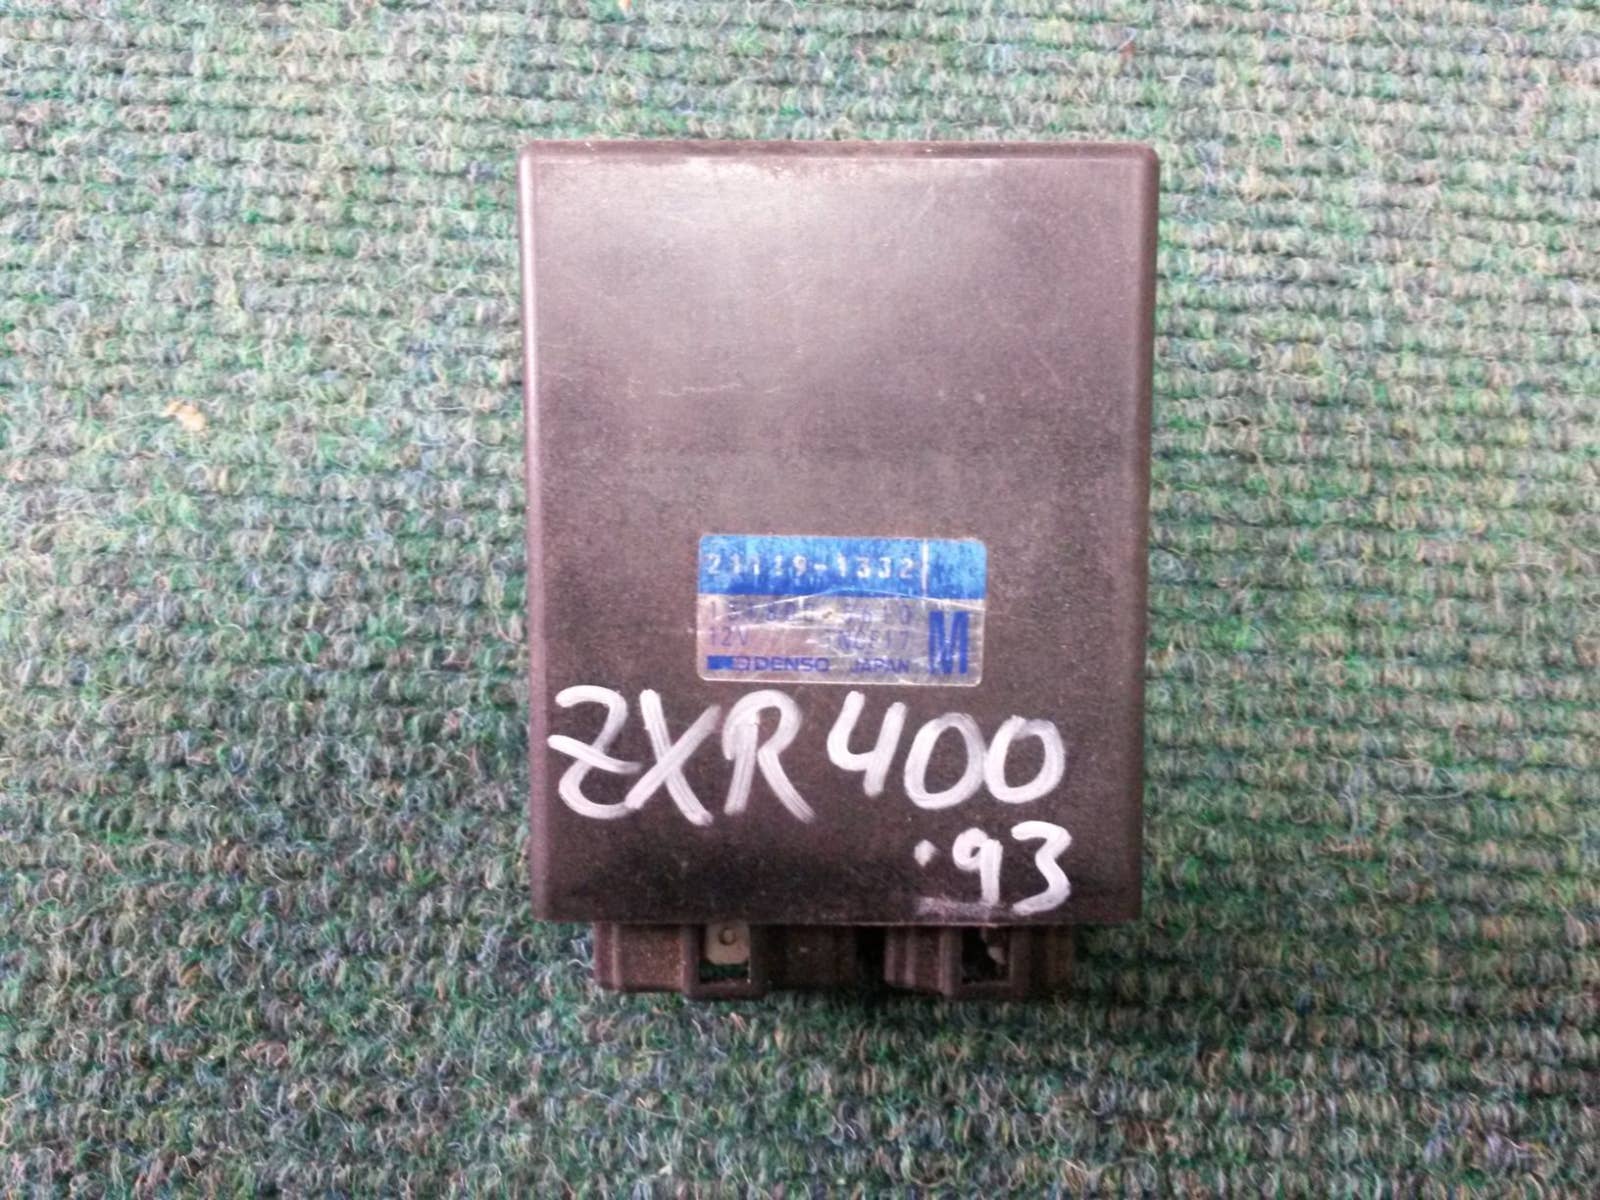 21119-1332
12V
DENSO JAPAN
M
ZXR400
'93